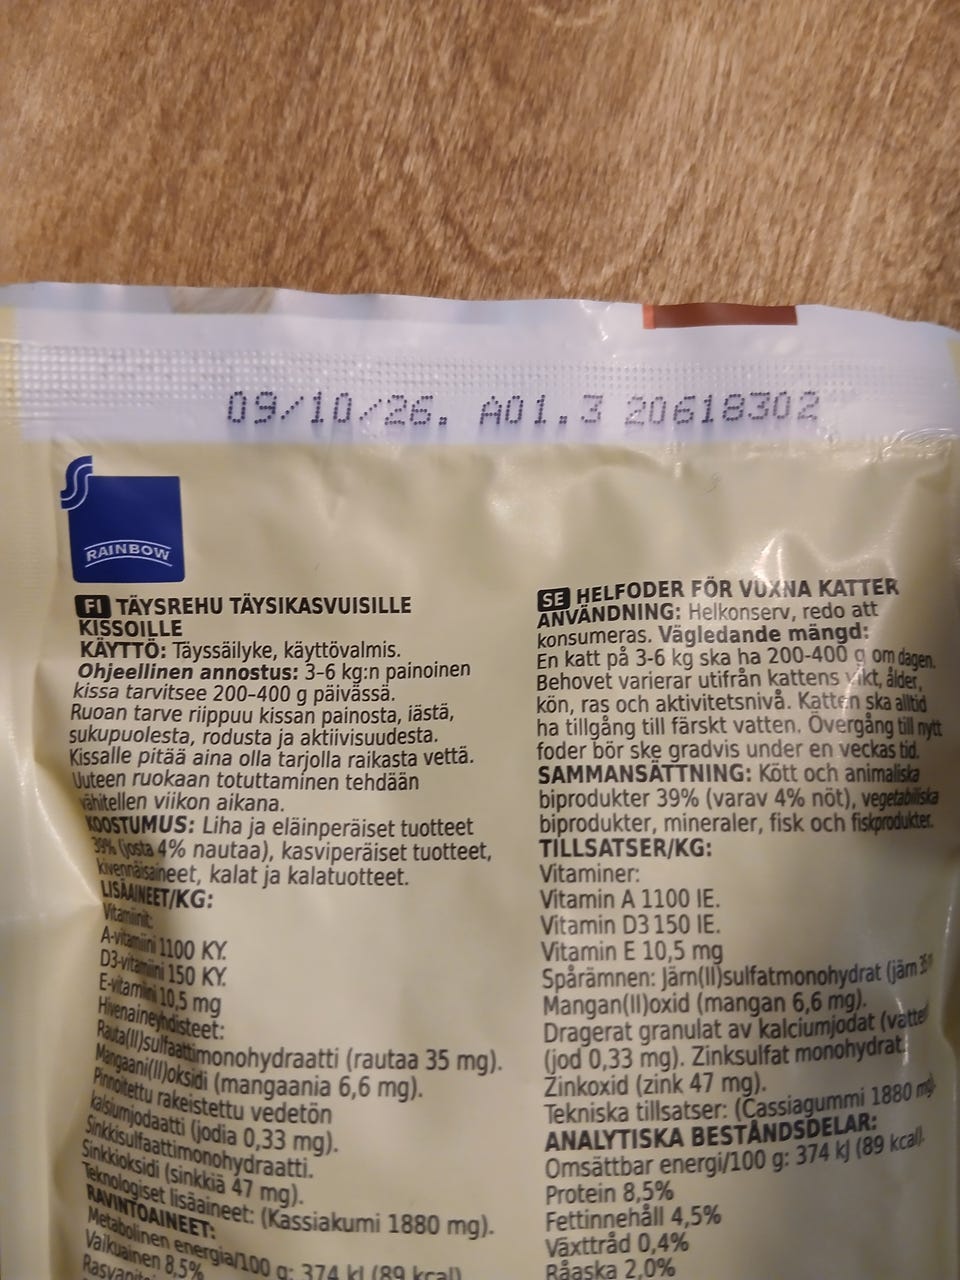 09/10/26. A01.3 20618302
RAINBOW
FI TÄYSREHU TÄYSIKASVUISILLE
KISSOILLE
KÄYTTÖ: Täyssäilyke, käyttövalmis.
Ohjeellinen annostus: 3-6 kg:n painoinen
kissa tarvitsee 200-400 g päivässä.
Ruoan tarve riippuu kissan painosta, iästä,
sukupuolesta, rodusta ja aktiivisuudesta.
Kissalle pitää aina olla tarjolla raikasta vettä.
Uuteen ruokaan totuttaminen tehdään
vähitellen viikon aikana.
KOOSTUMUS: Liha ja eläinperäiset tuotteet
39% (josta 4% nautaa), kasviperäiset tuotteet,
kivennäisaineet, kalat ja kalatuotteet.
LISÄAINEET/KG:
Vitamiinit:
A-vitamiini 1100 KY.
D3-vitamiini 150 KY.
E-vitamiini 10,5 mg
Hivenaineyhdisteet:
Rauta(II)sulfaattimonohydraatti (rautaa 35 mg).
Mangaani(II)oksidi (mangaania 6,6 mg).
Pinnoitettu rakeistettu vedetön
kalsiumjodaatti (jodia 0,33 mg).
Sinkkisulfaattimonohydraatti.
Sinkkioksidi (sinkkiä 47 mg).
Teknologiset lisäaineet: (Kassiakumi 1880 mg).
RAVINTOAINEET:
Metabolinen energia/100 g: 374 kJ (89 kcal)
Valkuainen 8,5%
SE HELFODER FÖR VUXNA KATTER
ANVÄNDNING: Helkonserv, redo att
konsumeras. Vägledande mängd:
En katt på 3-6 kg ska ha 200-400 g om dagen.
Behovet varierar utifrån kattens vikt, ålder,
kön, ras och aktivitetsnivå. Katten ska alltid
ha tillgång till färskt vatten. Övergång till nytt
foder bör ske gradvis under en veckas tid.
SAMMANSÄTTNING: Kött och animaliska
biprodukter 39% (varav 4% nöt), vegetabiliska
biprodukter, mineraler, fisk och fiskprodukter.
TILLSATSER/KG:
Vitaminer:
Vitamin A 1100 IE.
Vitamin D3 150 IE.
Vitamin E 10,5 mg
Spårämnen: Järn(II)sulfatmonohydrat (järn 35
Mangan(II)oxid (mangan 6,6 mg).
Dragerat granulat av kalciumjodat
(jod 0,33 mg). Zinksulfat monohydrat.
Zinkoxid (zink 47 mg).
Tekniska tillsatser: (Cassiagummi 1880 mg).
ANALYTISKA BESTÅNDSDELAR:
Omsättbar energi/100 g: 374 kJ (89 kcal).
Protein 8,5%
Fettinnehåll 4,5%
Växttråd 0,4%
Råaska 2,0%